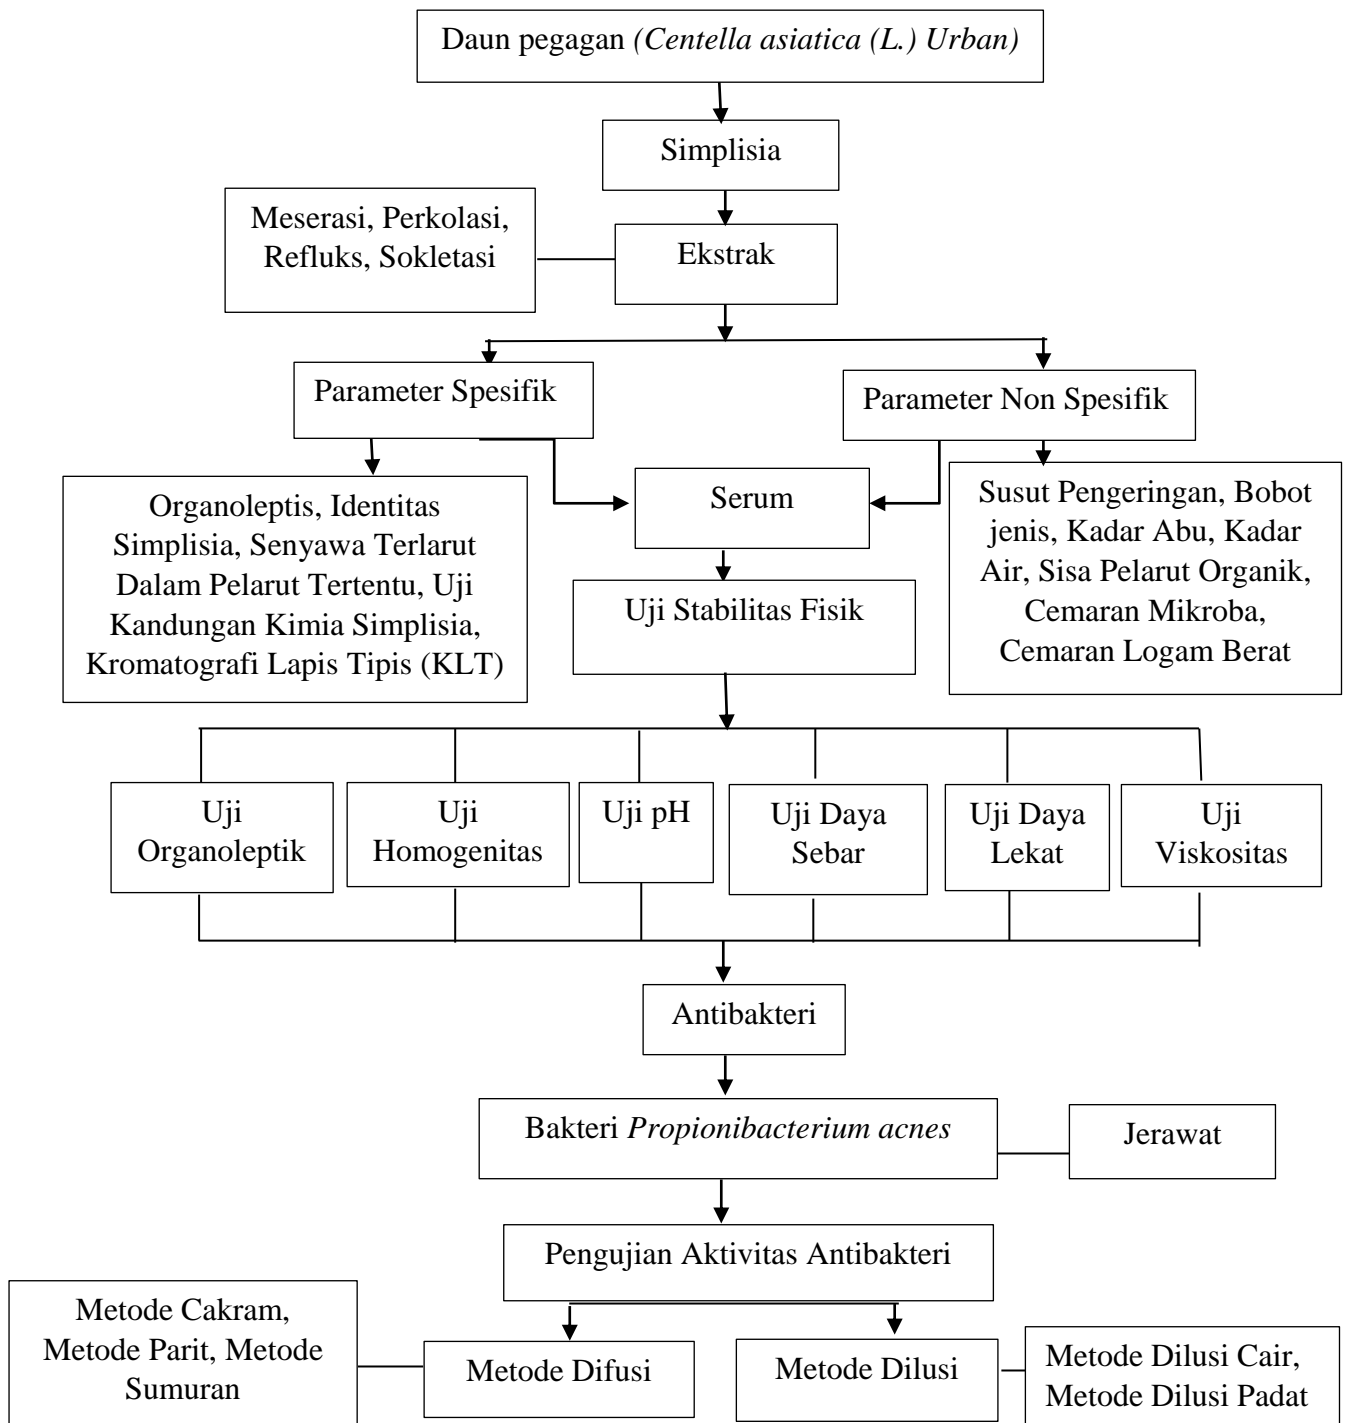 Daun pegagan (Centella asiatica (L.) Urban)
Simplisia
Meserasi, Perkolasi,
Refluks, Sokletasi
Ekstrak
Parameter Spesifik
Parameter Non Spesifik
Organoleptis, Identitas
Simplisia, Senyawa Terlarut
Dalam Pelarut Tertentu, Uji
Kandungan Kimia Simplisia,
Kromatografi Lapis Tipis (KLT)
Serum
Susut Pengeringan, Bobot
jenis, Kadar Abu, Kadar
Air, Sisa Pelarut Organik,
Cemaran Mikroba,
Cemaran Logam Berat
Uji Stabilitas Fisik
Uji
Organoleptik
Uji
Homogenitas
Uji pH
Uji Daya
Sebar
Uji Daya
Lekat
Uji
Viskositas
Antibakteri
Bakteri Propionibacterium acnes
Jerawat
Pengujian Aktivitas Antibakteri
Metode Cakram,
Metode Parit, Metode
Sumuran
Metode Difusi
Metode Dilusi
Metode Dilusi Cair,
Metode Dilusi Padat